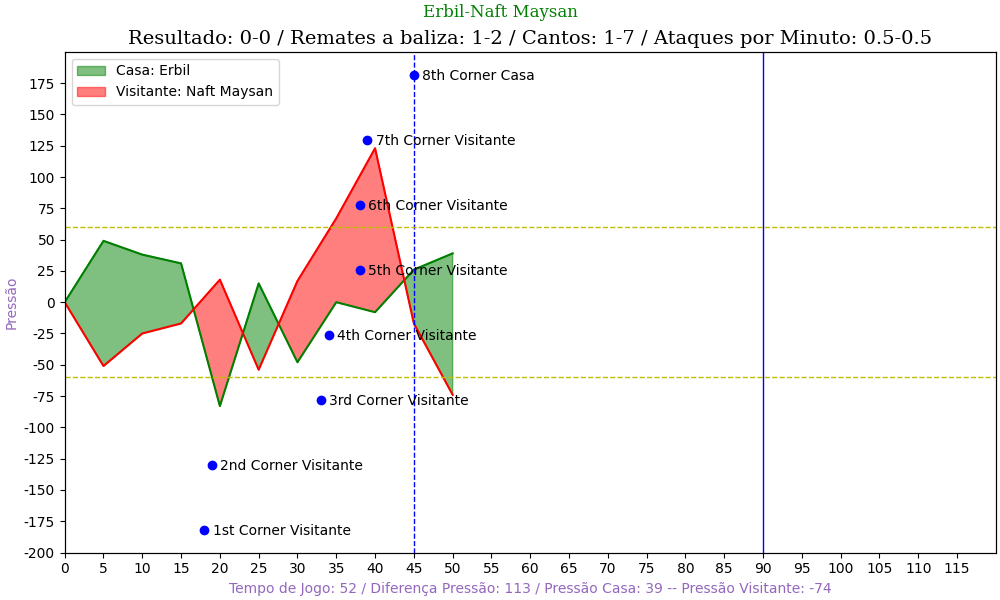 Erbil-Naft Maysan
Resultado: 0-0 / Remates a baliza: 1-2 / Cantos: 1-7 / Ataques por Minuto: 0.5-0.5
Casa: Erbil
Visitante: Naft Maysan
8th Corner Casa
7th Corner Visitante
6th Corner Visitante
5th Corner Visitante
4th Corner Visitante
3rd Corner Visitante
2nd Corner Visitante
1st Corner Visitante
Pressão
175
150
125
100
75
50
25
0
-25
-50
-75
-100
-125
-150
-175
-200
0 5 10 15 20 25 30 35 40 45 50 55 60 65 70 75 80 85 90 95 100 105 110 115
Tempo de Jogo: 52 / Diferença Pressão: 113 / Pressão Casa: 39 -- Pressão Visitante: -74